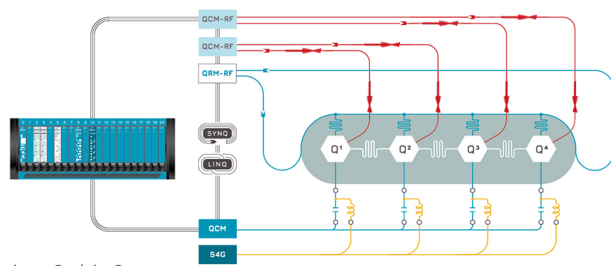 QCM-RF
QCM-RF
QRM-RF
SYNQ
LINQ
Q¹
Q²
Q³
Q⁴
QCM
S4G